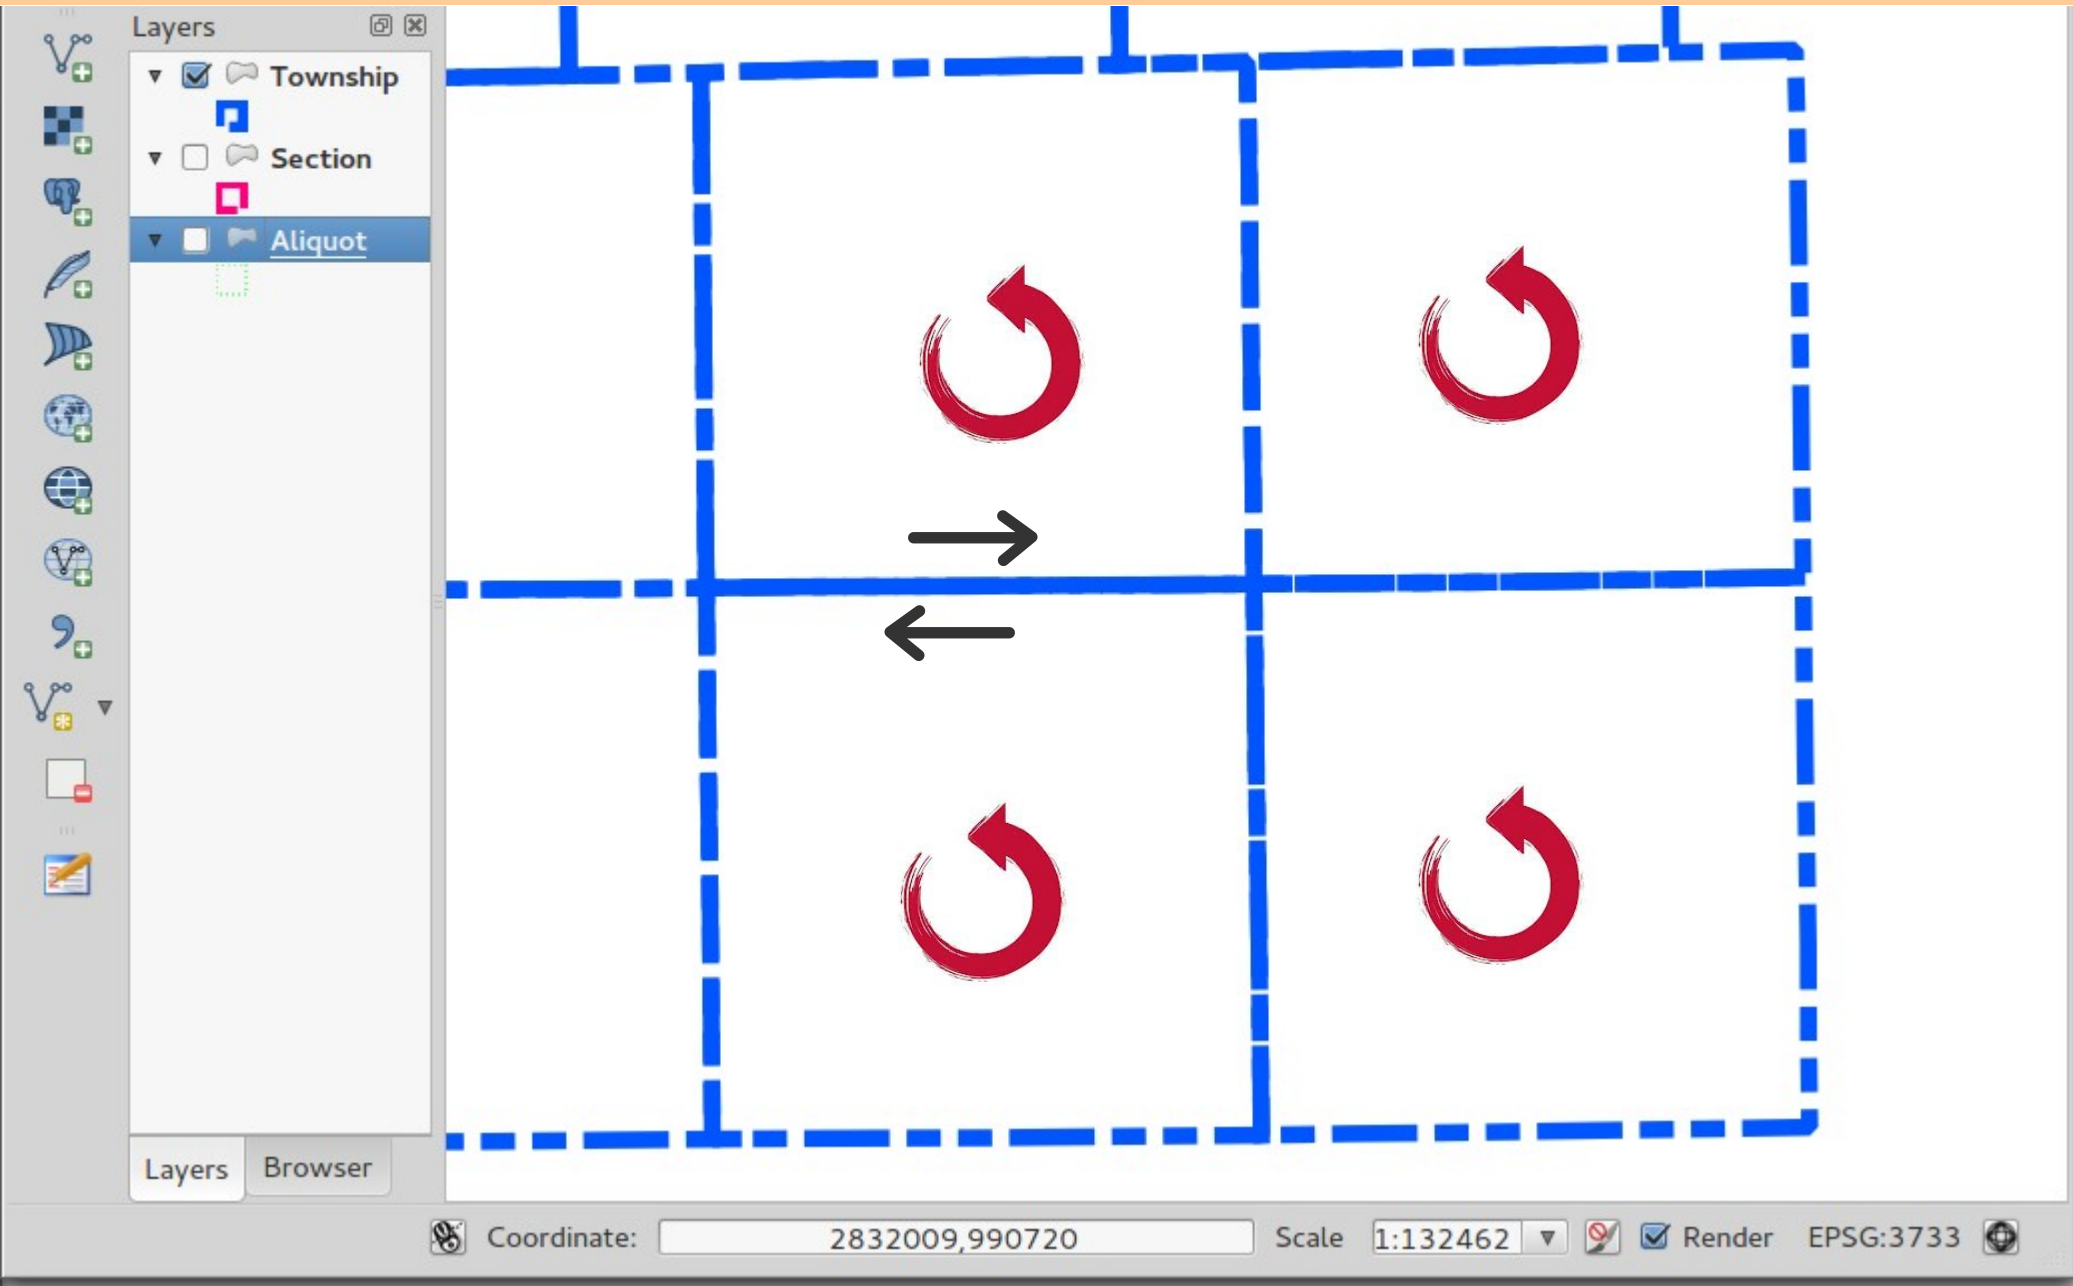 Layers
Township
Section
Aliquot
Layers Browser
Coordinate: 2832009,990720 Scale 1:132462 Render EPSG:3733